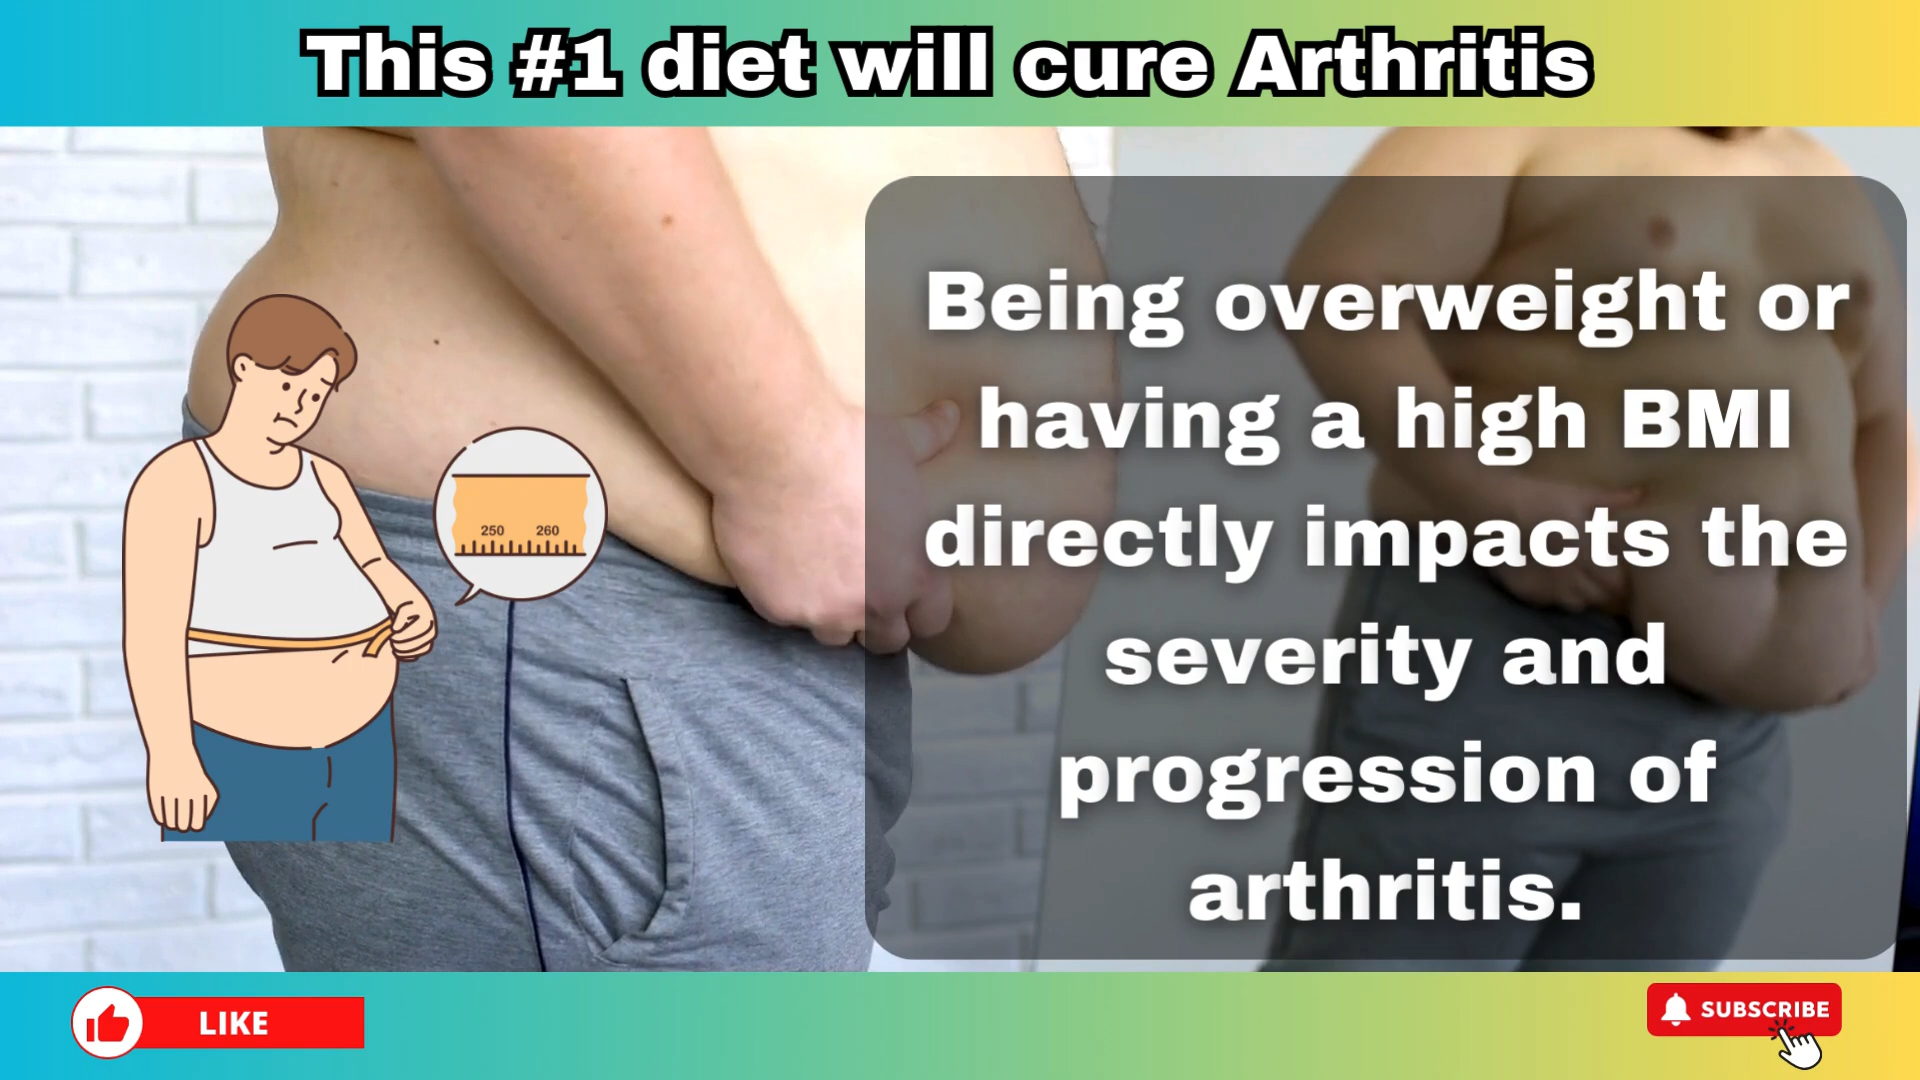 This #1 diet will cure Arthritis
Being overweight or
having a high BMI
directly impacts the
severity and
progression of
arthritis.
250 260
LIKE
SUBSCRIBE